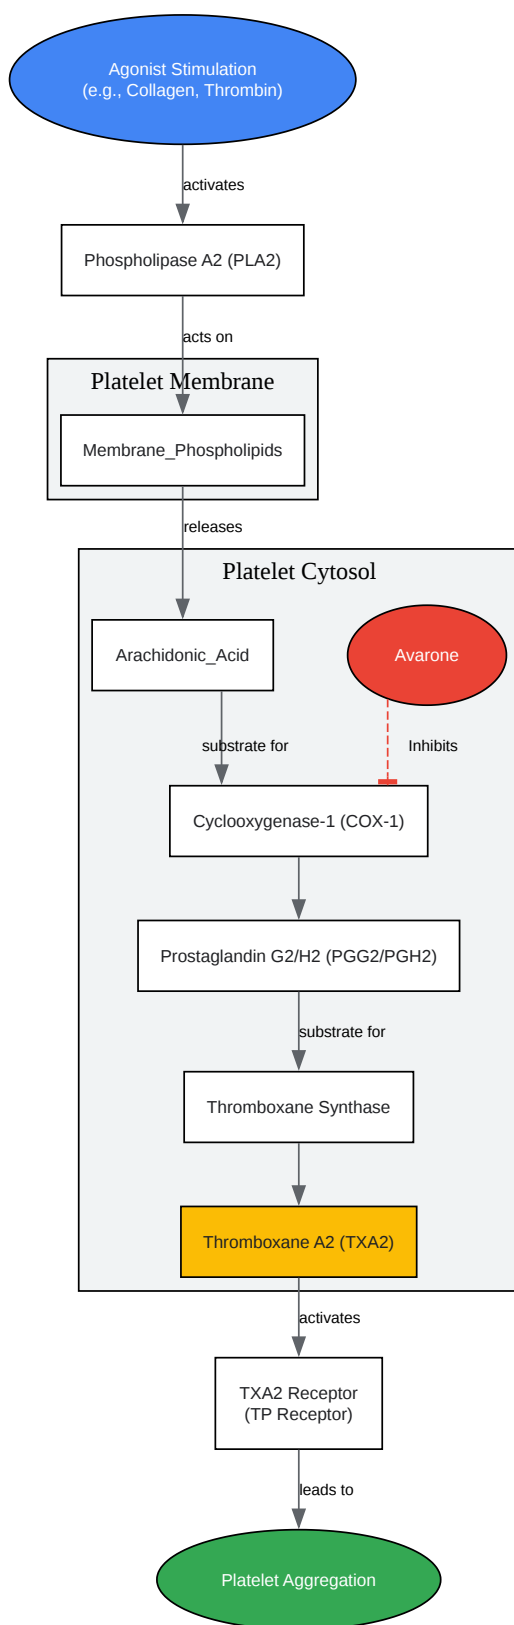 Agonist Stimulation
(e.g., Collagen, Thrombin)
activates
Phospholipase A2 (PLA2)
acts on
Platelet Membrane
Membrane_Phospholipids
releases
Platelet Cytosol
Arachidonic_Acid
Avarone
substrate for
Inhibits
Cyclooxygenase-1 (COX-1)
Prostaglandin G2/H2 (PGG2/PGH2)
substrate for
Thromboxane Synthase
Thromboxane A2 (TXA2)
activates
TXA2 Receptor
(TP Receptor)
leads to
Platelet Aggregation